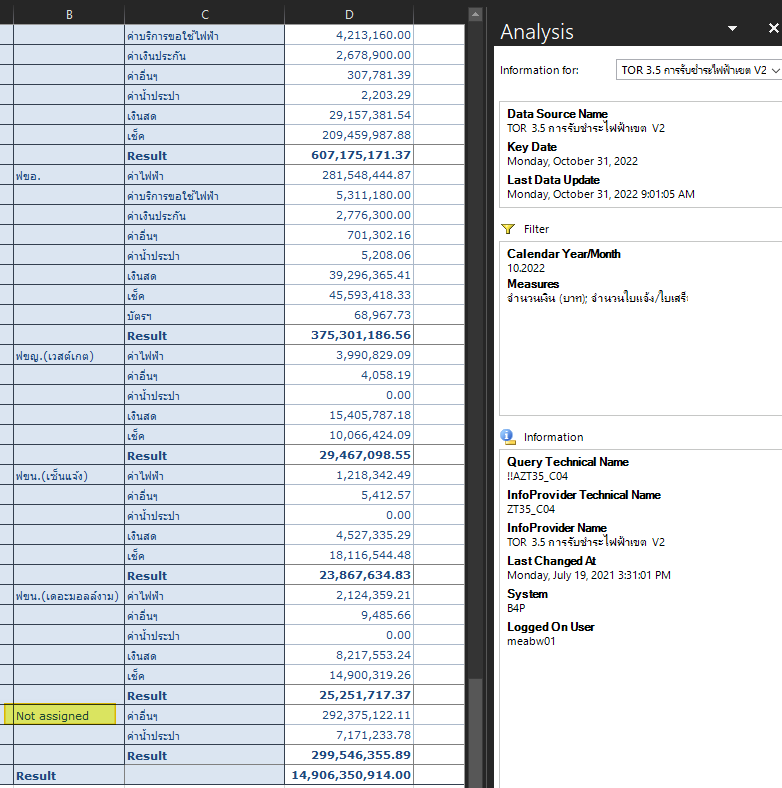 B C D
ค่าบริการขอใช้ไฟฟ้า 4,213,160.00
ค่าเงินประกัน 2,678,900.00
ค่าอื่นๆ 307,781.39
ค่าน้ำประปา 2,203.29
เงินสด 29,157,381.54
เช็ค 209,459,987.88
Result 607,175,171.37
ฟขอ. ค่าไฟฟ้า 281,548,444.87
ค่าบริการขอใช้ไฟฟ้า 5,311,180.00
ค่าเงินประกัน 2,776,300.00
ค่าอื่นๆ 701,302.16
ค่าน้ำประปา 5,208.06
เงินสด 39,296,365.41
เช็ค 45,593,418.33
บัตรฯ 68,967.73
Result 375,301,186.56
ฟขญ.(เวสต์เกต) ค่าไฟฟ้า 3,990,829.09
ค่าอื่นๆ 4,058.19
ค่าน้ำประปา 0.00
เงินสด 15,405,787.18
เช็ค 10,066,424.09
Result 29,467,098.55
ฟขน.(เซ็นแจ้ง) ค่าไฟฟ้า 1,218,342.49
ค่าอื่นๆ 5,412.57
ค่าน้ำประปา 0.00
เงินสด 4,527,335.29
เช็ค 18,116,544.48
Result 23,867,634.83
ฟขน.(เดอะมอลล์งาม) ค่าไฟฟ้า 2,124,359.21
ค่าอื่นๆ 9,485.66
ค่าน้ำประปา 0.00
เงินสด 8,217,553.24
เช็ค 14,900,319.26
Result 25,251,717.37
Not assigned ค่าอื่นๆ 292,375,122.11
ค่าน้ำประปา 7,171,233.78
Result 299,546,355.89
Result 14,906,350,914.00
Analysis
Information for: TOR 3.5 การรับชำระไฟฟ้าเขต V2
Data Source Name
TOR 3.5 การรับชำระไฟฟ้าเขต V2
Key Date
Monday, October 31, 2022
Last Data Update
Monday, October 31, 2022 9:01:05 AM
Filter
Calendar Year/Month
10.2022
Measures
จำนวนเงิน (บาท); จำนวนใบแจ้ง/ใบเสร็
Information
Query Technical Name
!!AZT35_C04
InfoProvider Technical Name
ZT35_C04
InfoProvider Name
TOR 3.5 การรับชำระไฟฟ้าเขต V2
Last Changed At
Monday, July 19, 2021 3:31:01 PM
System
B4P
Logged On User
meabw01